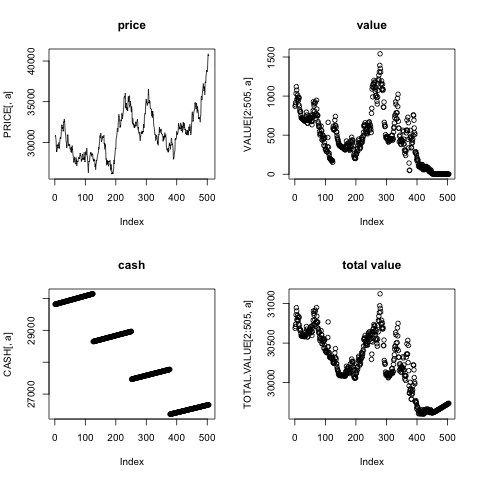 price
PRICE[, a]
30000 35000 40000
0 100 200 300 400 500
Index
value
VALUE[2:505, a]
0 500 1000 1500
0 100 200 300 400 500
Index
cash
CASH[, a]
27000 29000
0 100 200 300 400 500
Index
total value
TOTAL.VALUE[2:505, a]
30000 30500 31000
0 100 200 300 400 500
Index